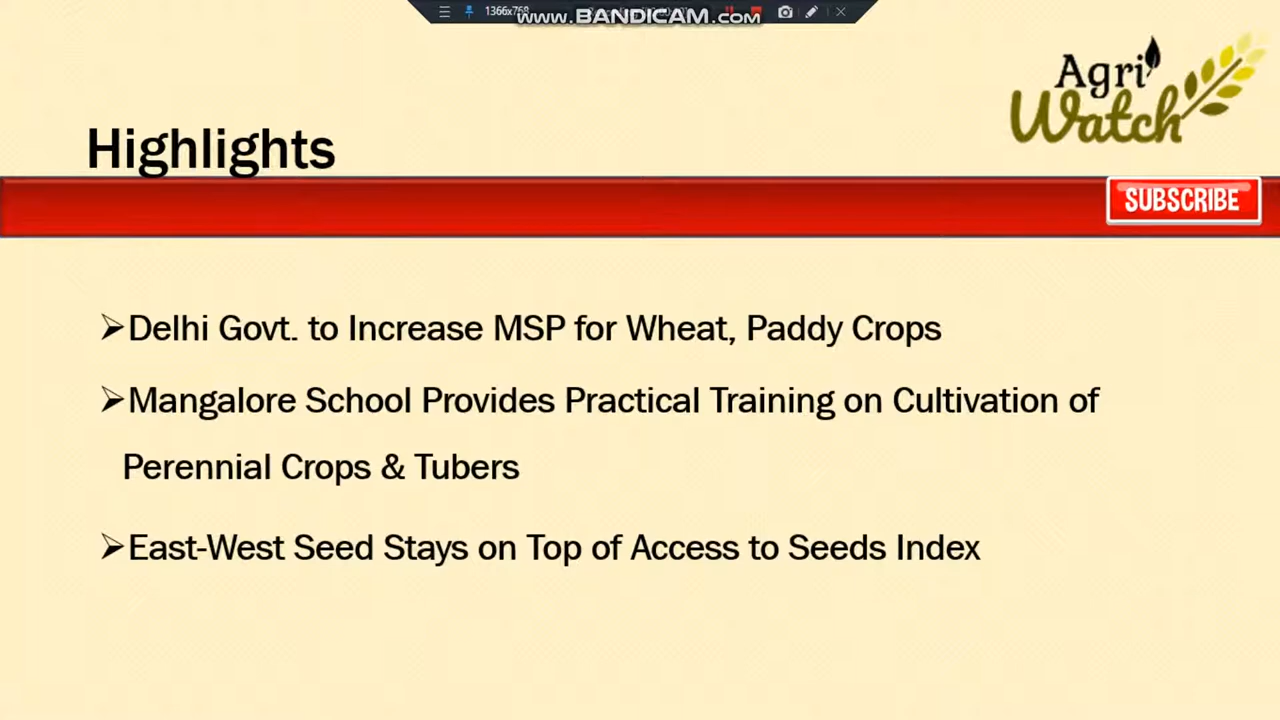 1366x768
www.BANDICAM.com
Agri
Watch
Highlights
SUBSCRIBE
➢Delhi Govt. to Increase MSP for Wheat, Paddy Crops
➢Mangalore School Provides Practical Training on Cultivation of
Perennial Crops & Tubers
➢East-West Seed Stays on Top of Access to Seeds Index